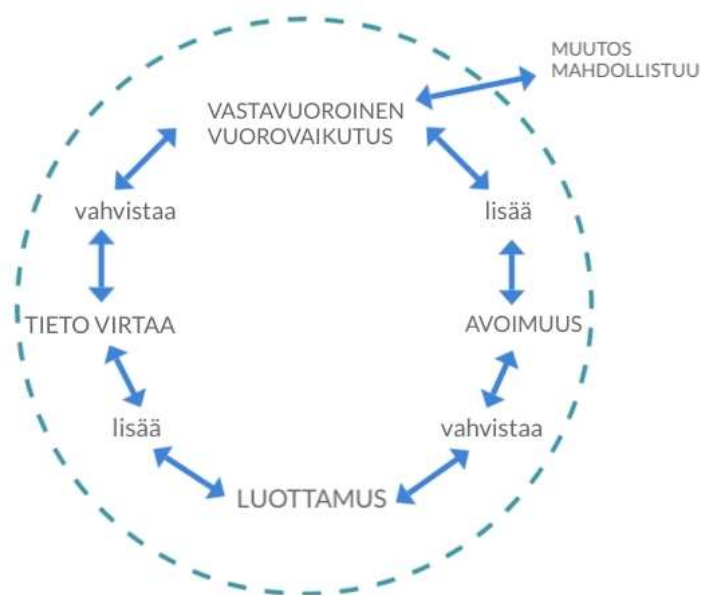 MUUTOS
MAHDOLLISTUU
VASTAVUOROINEN
VUOROVAIKUTUS
vahvistaa
lisää
TIETO VIRTAA
AVOIMUUS
lisää
vahvistaa
LUOTTAMUS